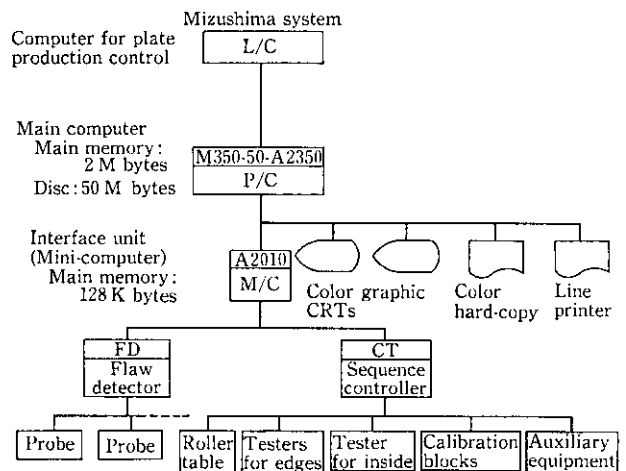 Mizushima system
Computer for plate
production control
L/C
Main computer
Main memory:
2 M bytes
Disc: 50 M bytes
M350-50-A2350
P/C
Interface unit
(Mini-computer)
Main memory:
128 K bytes
A2010
M/C
Color graphic
CRTs
Color
hard-copy
Line
printer
FD
Flaw
detector
CT
Sequence
controller
Probe
Probe
Roller
table
Testers
for edges
Tester
for inside
Calibration
blocks
Auxiliary
equipment